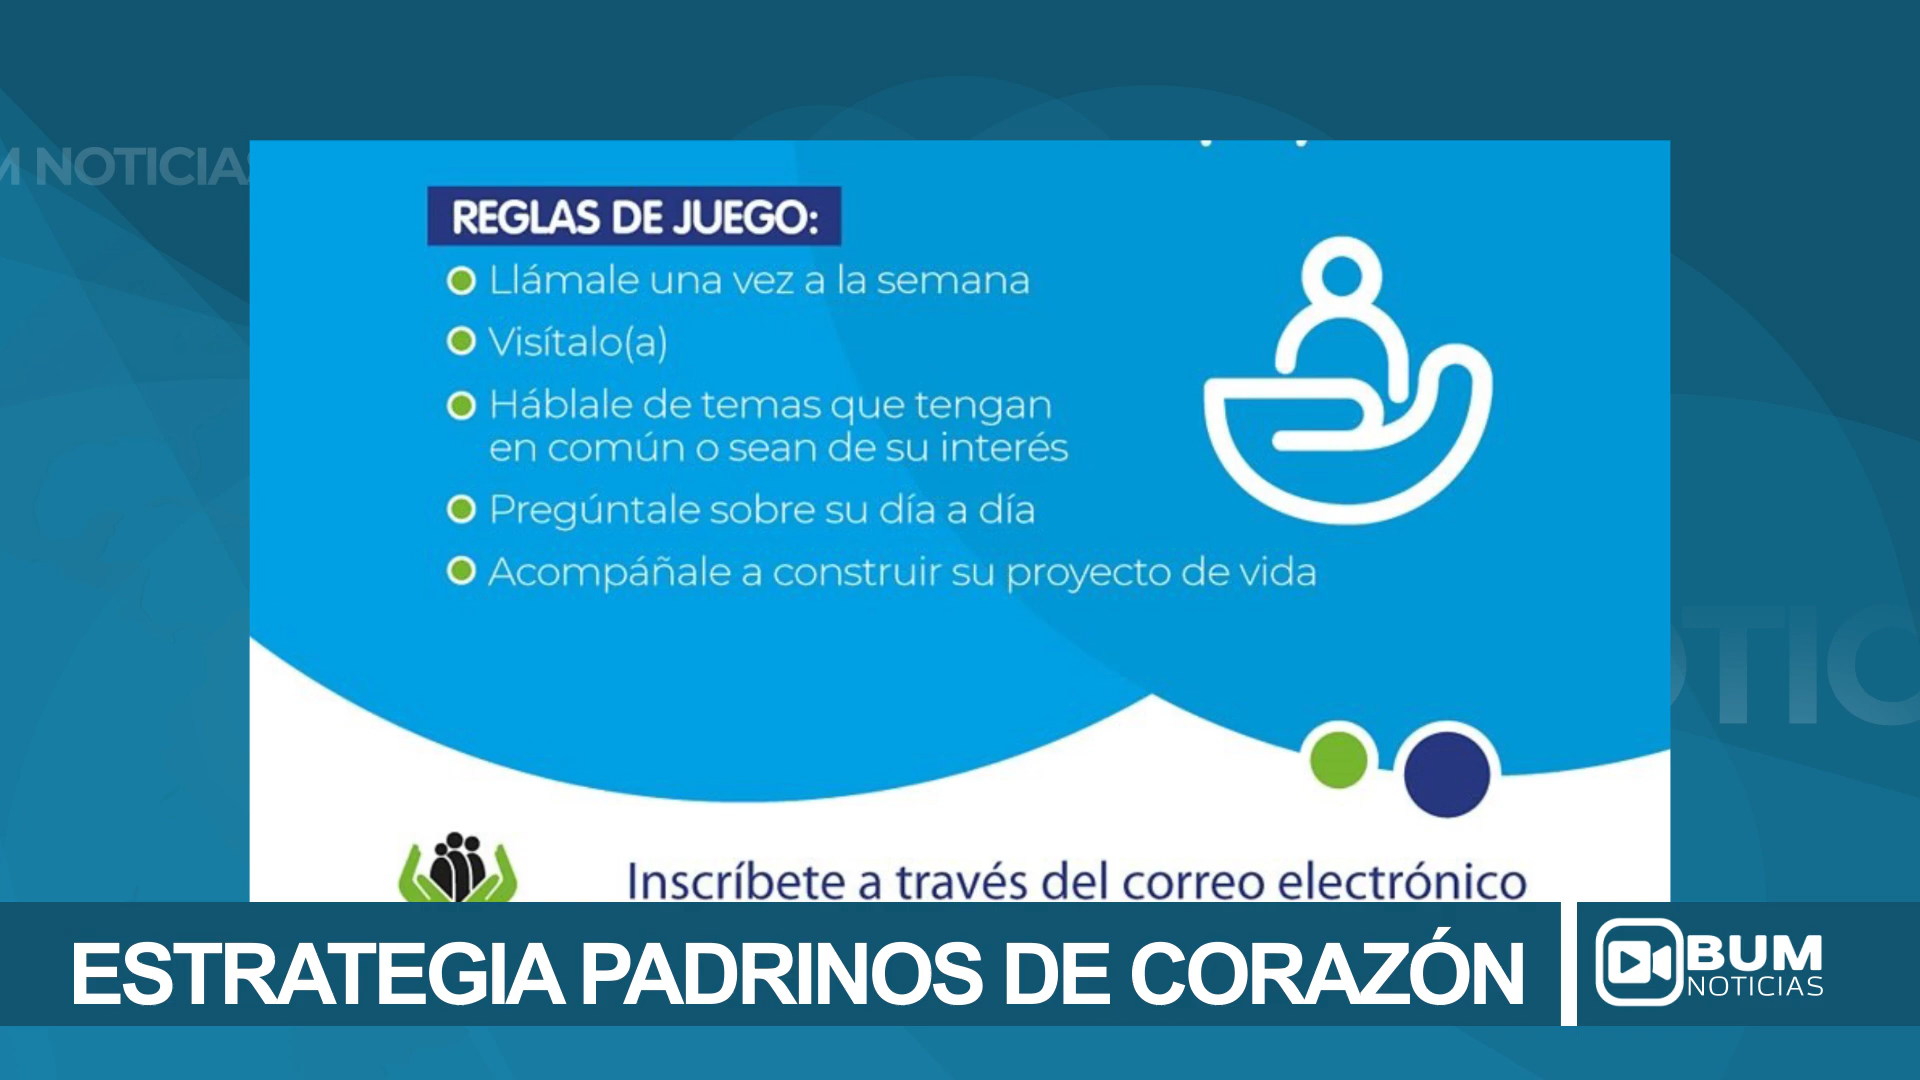 M NOTICIAS
REGLAS DE JUEGO:
Llámale una vez a la semana
Visítalo(a)
Háblale de temas que tengan
en común o sean de su interés
Pregúntale sobre su día a día
Acompáñale a construir su proyecto de vida
OTIC
Inscríbete a través del correo electrónico
ESTRATEGIA PADRINOS DE CORAZÓN
BUM
NOTICIAS